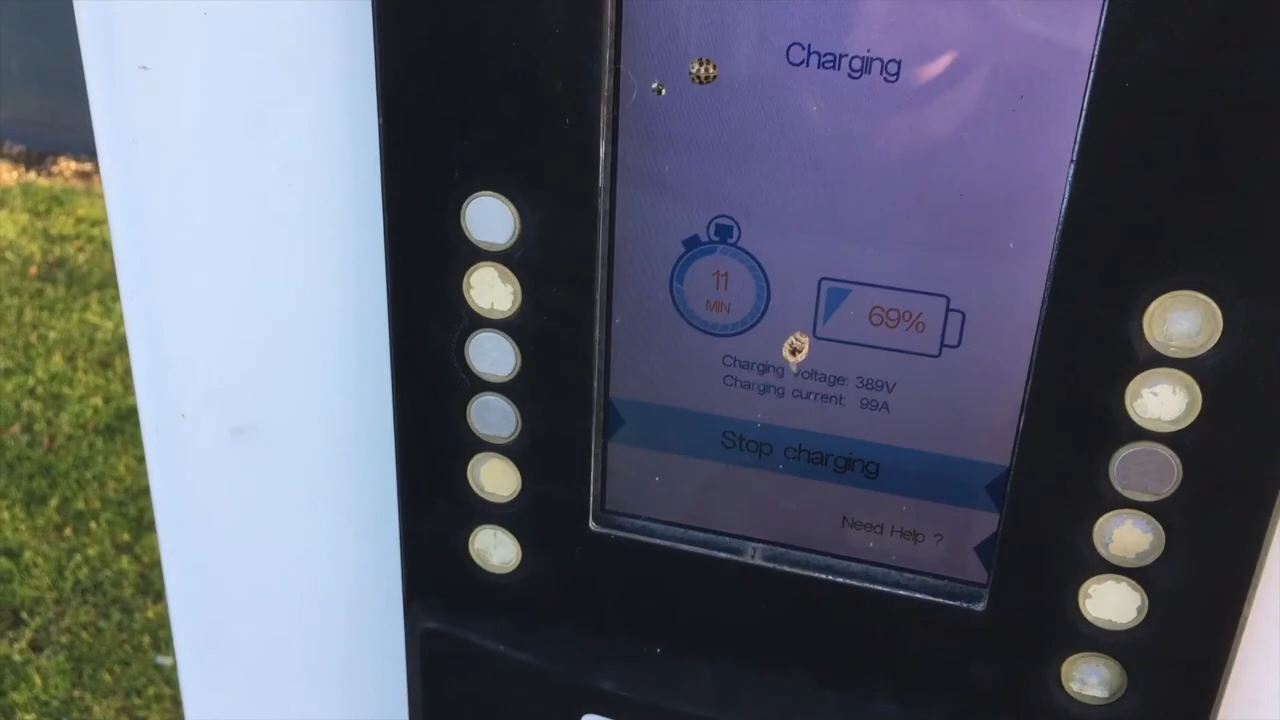 Charging
11
MIN
69%
Charging voltage: 389V
Charging current: 99A
Stop charging
Need Help ?